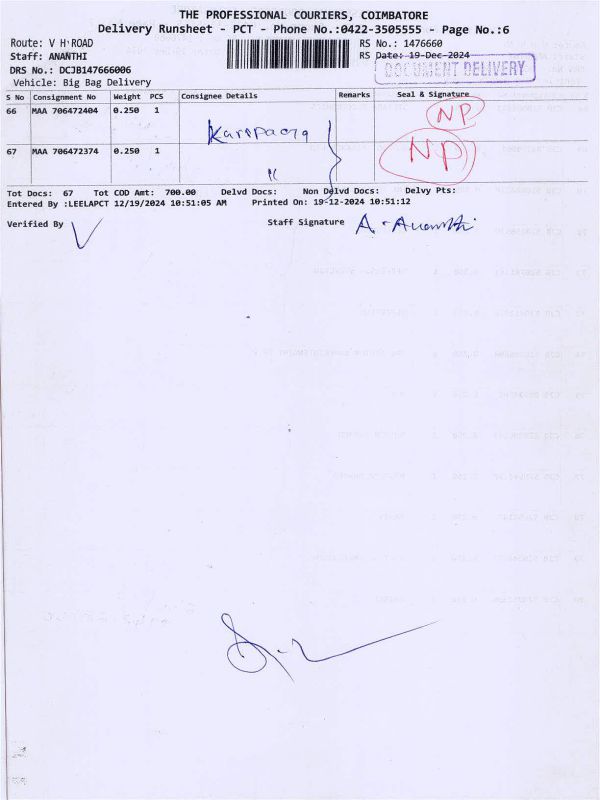 THE PROFESSIONAL COURIERS, COIMBATORE
Delivery Runsheet - PCT - Phone No.:0422-3505555 - Page No.:6
Route: V H ROAD RS No.: 1476660
Staff: ANANTHI RS Date: 19-Dec-2024
DRS No.: DCJB147666006 DOCUMENT DELIVERY
Vehicle: Big Bag Delivery
S No Consignment No Weight PCS Consignee Details Remarks Seal & Signature
66 MAA 706472404 0.250 1 NP
67 MAA 706472374 0.250 1 " NP
Tot Docs: 67 Tot COD Amt: 700.00 Delvd Docs: Non Delvd Docs: Delvy Pts:
Entered By :LEELAPCT 12/19/2024 10:51:05 AM Printed On: 19-12-2024 10:51:12
Verified By Staff Signature A. Ananthi